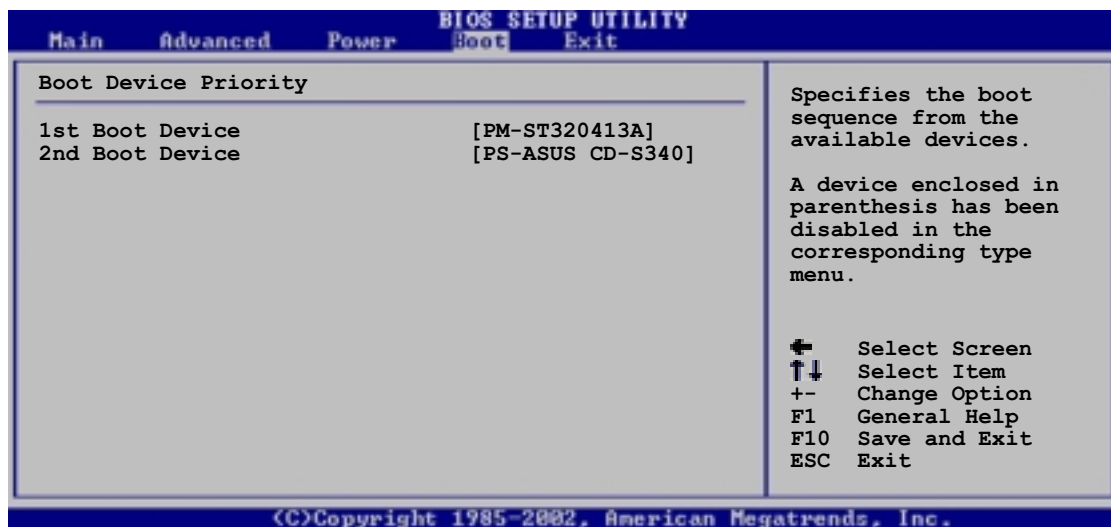 BIOS SETUP UTILITY
Main Advanced Power Boot Exit
Boot Device Priority
1st Boot Device [PM-ST320413A]
2nd Boot Device [PS-ASUS CD-S340]
Specifies the boot
sequence from the
available devices.
A device enclosed in
parenthesis has been
disabled in the
corresponding type
menu.
← Select Screen
↑↓ Select Item
+- Change Option
F1 General Help
F10 Save and Exit
ESC Exit
(C)Copyright 1985-2002, American Megatrends, Inc.